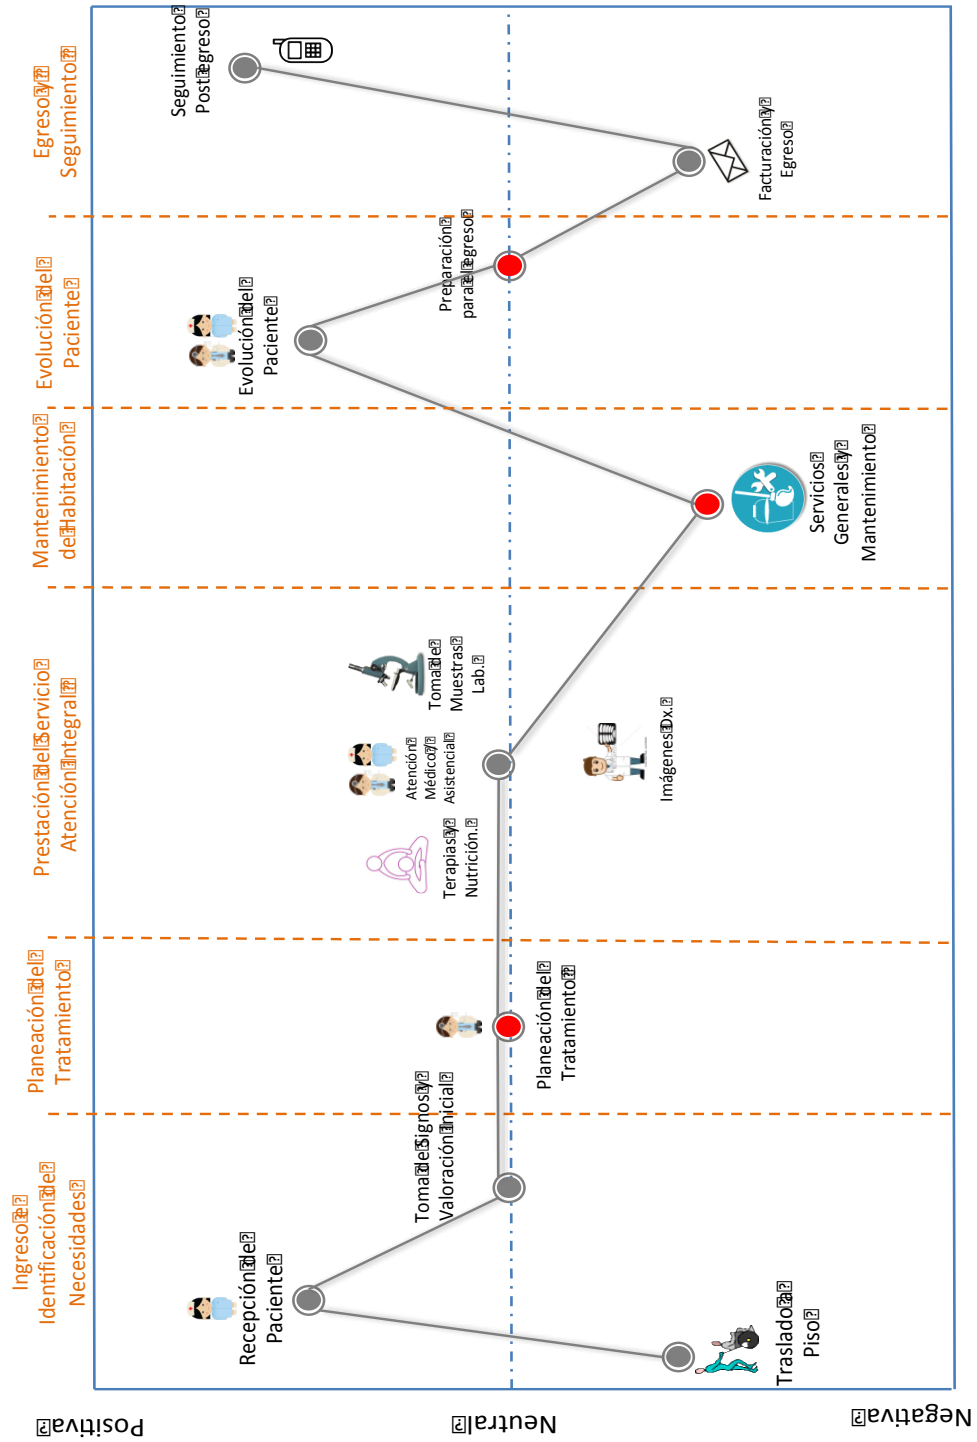 Ingreso e
Identificación de
Necesidades
Planeación del
Tratamiento
Prestación del Servicio
Atención Integral
Mantenimiento
de Habitación
Evolución del
Paciente
Egreso y
Seguimiento
Positiva
Neutral
Negativa
Traslado a
Piso
Recepción de
Paciente
Toma de Signos y
Valoración Inicial
Planeación del
Tratamiento
Terapias y
Nutrición.
Atención
Médico y
Asistencial
Toma de
Muestras
Lab.
Imágenes Dx.
Servicios
Generales y
Mantenimiento
Evolución del
Paciente
Preparación
para el egreso
Facturación y
Egreso
Seguimiento
Post egreso